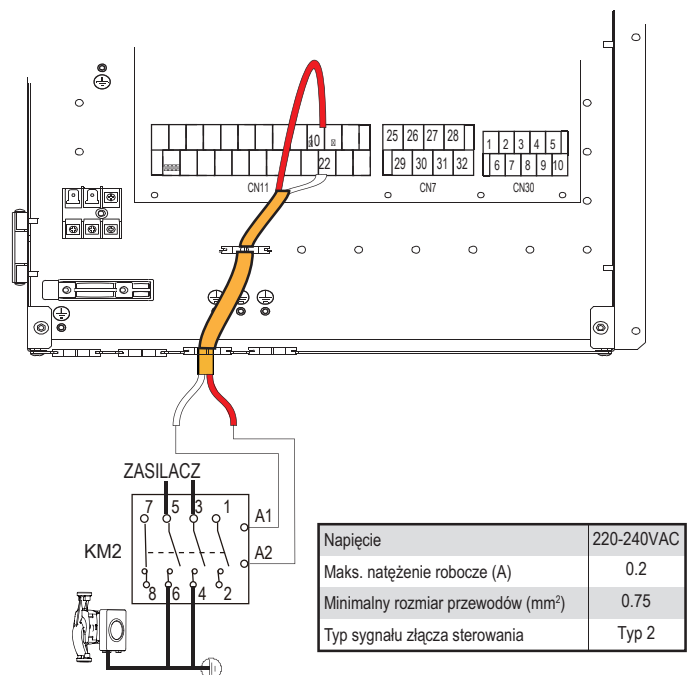 10
25 26 27 28
1 2 3 4 5
22
29 30 31 32
6 7 8 9 10
CN11
CN7
CN30
ZASILACZ
7 5 3 1
A1
KM2
A2
8 6 4 2
Napięcie 220-240VAC
Maks. natężenie robocze (A) 0.2
Minimalny rozmiar przewodów (mm²) 0.75
Typ sygnału złącza sterowania Typ 2